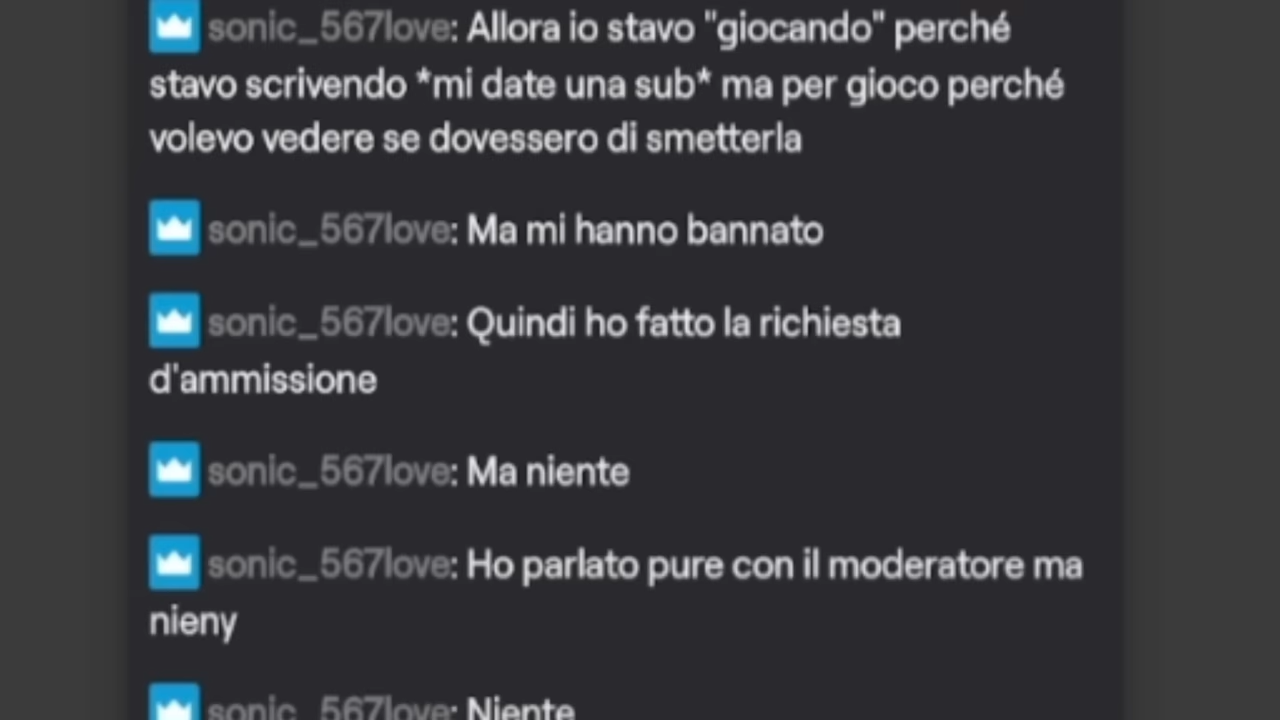 sonic_567love: Allora io stavo "giocando" perché
stavo scrivendo *mi date una sub* ma per gioco perché
volevo vedere se dovessero di smetterla
sonic_567love: Ma mi hanno bannato
sonic_567love: Quindi ho fatto la richiesta
d'ammissione
sonic_567love: Ma niente
sonic_567love: Ho parlato pure con il moderatore ma
nieny
sonic_567love: Niente